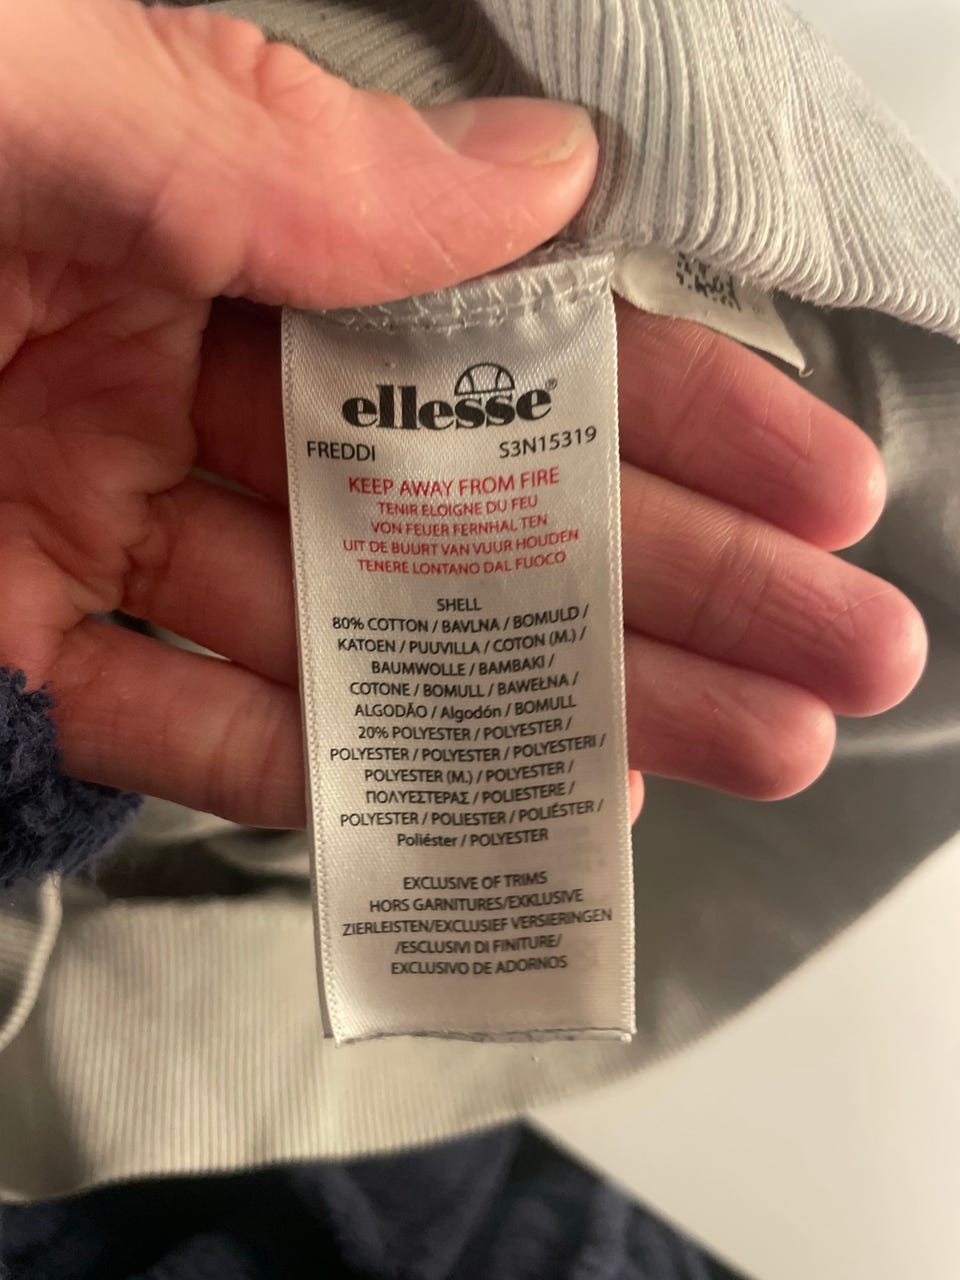 ellesse®
FREDDI S3N15319
KEEP AWAY FROM FIRE
TENIR ELOIGNE DU FEU
VON FEUER FERNHAL TEN
UIT DE BUURT VAN VUUR HOUDEN
TENERE LONTANO DAL FUOCO
SHELL
80% COTTON / BAVLNA / BOMULD /
KATOEN / PUUVILLA / COTON (M.) /
BAUMWOLLE / BAMBAKI /
COTONE / BOMULL / BAWEŁNA /
ALGODÃO / Algodón / BOMULL
20% POLYESTER / POLYESTER /
POLYESTER / POLYESTER / POLYESTERI /
POLYESTER (M.) / POLYESTER /
ΠΟΛΥΕΣΤΕΡΑΣ / POLIESTERE /
POLYESTER / POLIESTER / POLIÉSTER /
Poliéster / POLYESTER
EXCLUSIVE OF TRIMS
HORS GARNITURES/EXKLUSIVE
ZIERLEISTEN/EXCLUSIEF VERSIERINGEN
/ESCLUSIVI DI FINITURE/
EXCLUSIVO DE ADORNOS